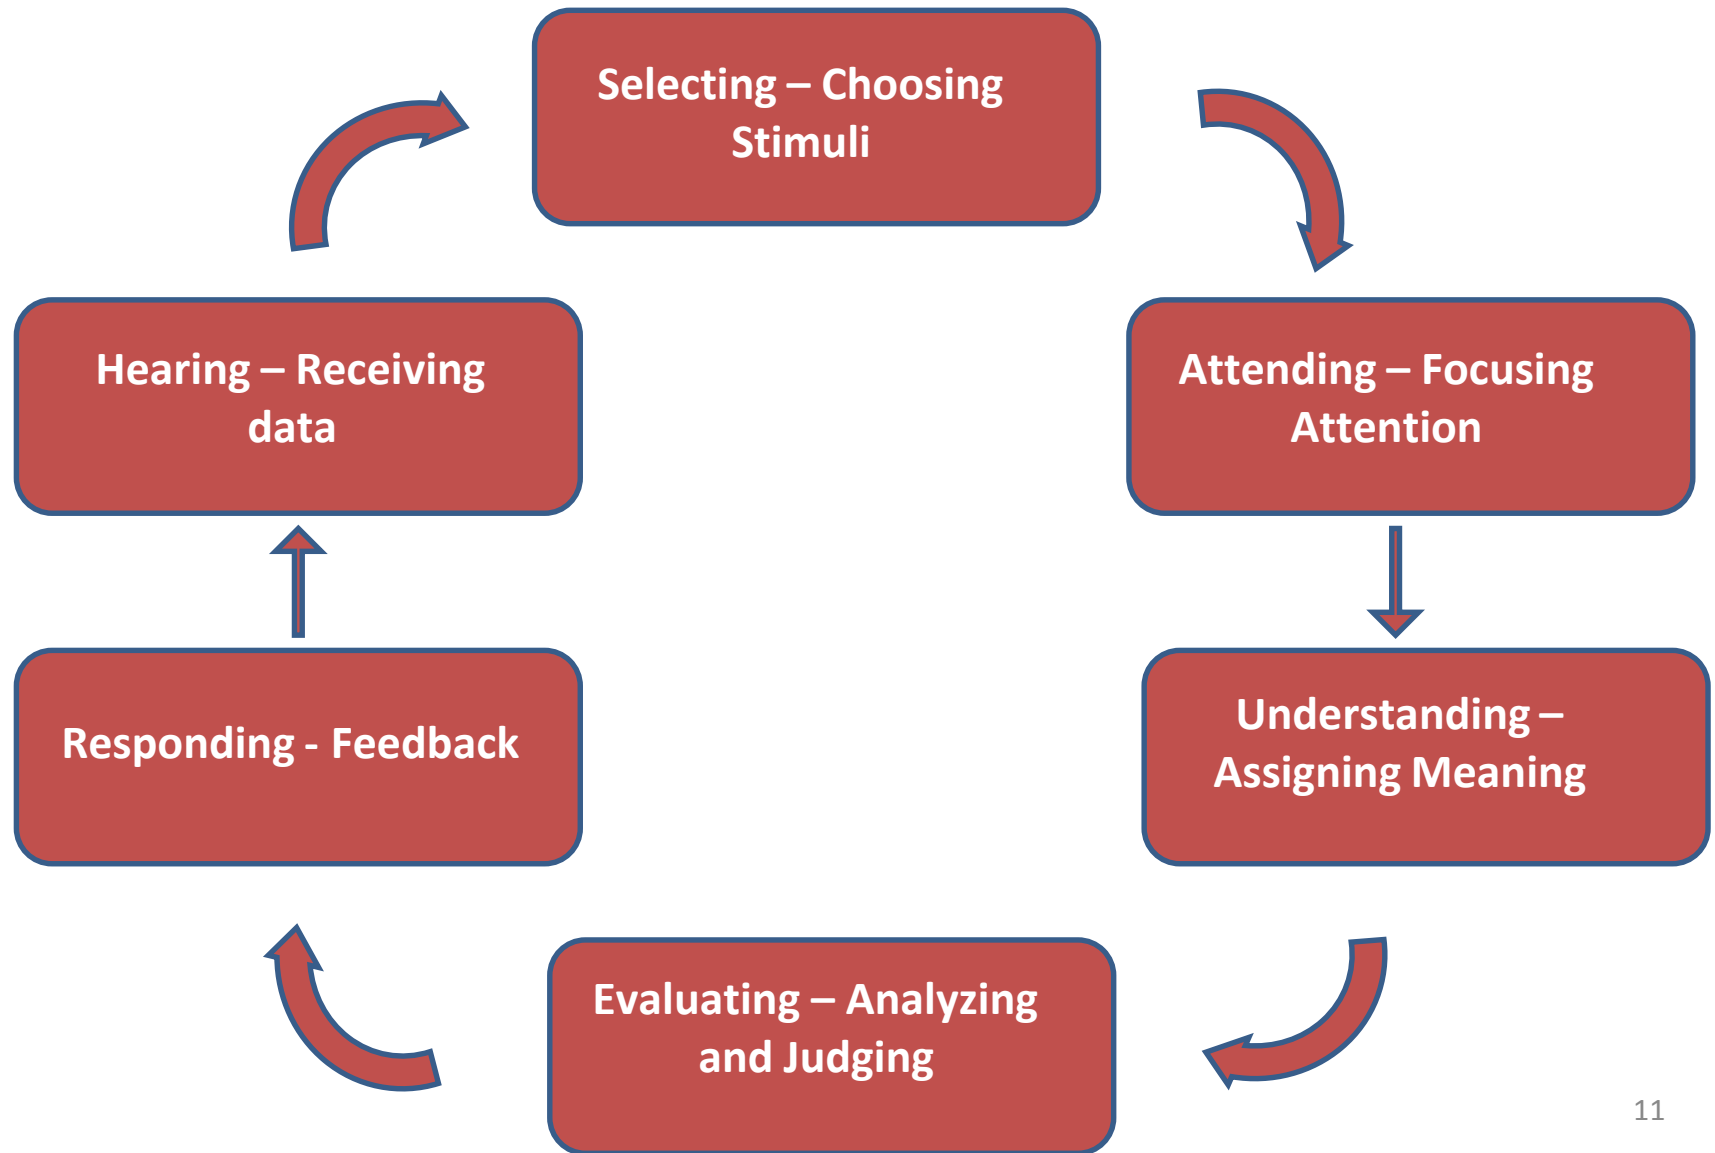 Selecting – Choosing
Stimuli
Hearing – Receiving
data
Attending – Focusing
Attention
Responding - Feedback
Understanding –
Assigning Meaning
Evaluating – Analyzing
and Judging
11